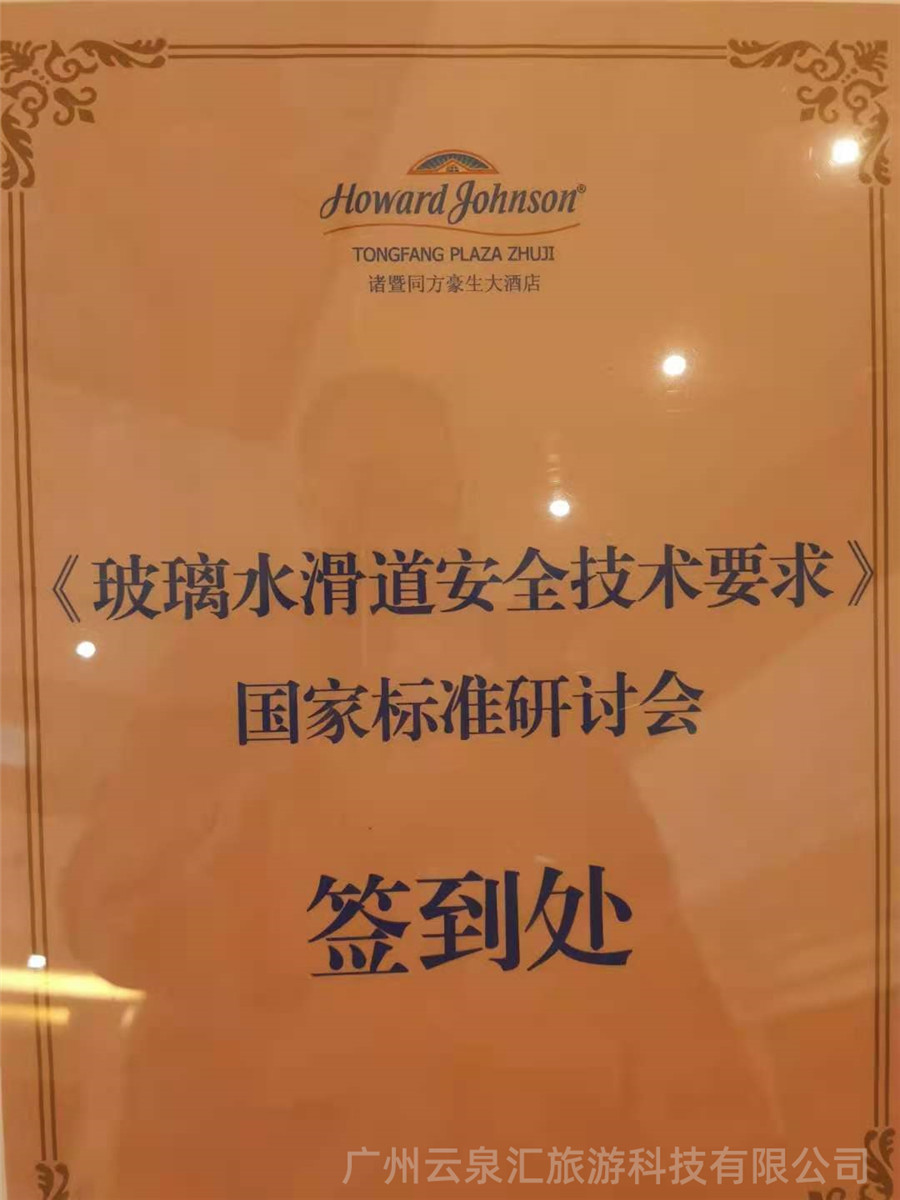 Howard Johnson®
TONGFANG PLAZA ZHUJI
诸暨同方豪生大酒店
《玻璃水滑道安全技术要求》
国家标准研讨会
签到处
广州云泉汇旅游科技有限公司